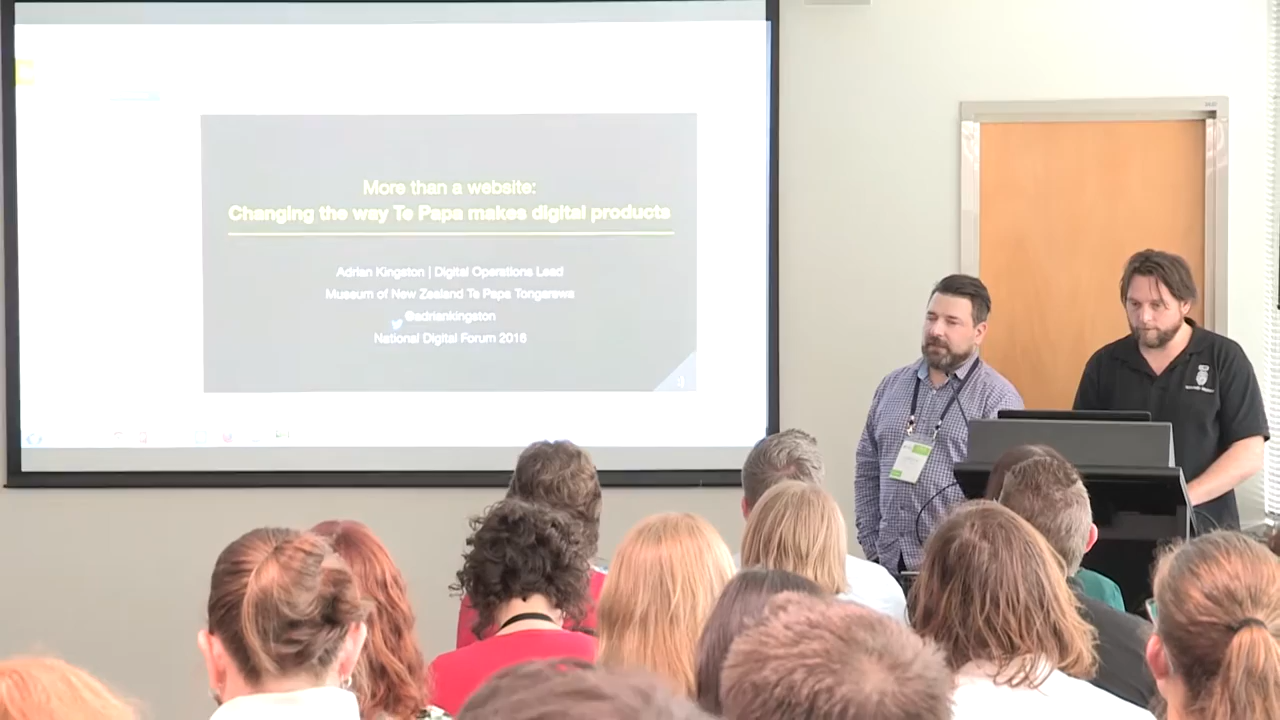 More than a website:
Changing the way Te Papa makes digital products
Adrian Kingston | Digital Operations Lead
Museum of New Zealand Te Papa Tongarewa
@adriankingston
National Digital Forum 2016